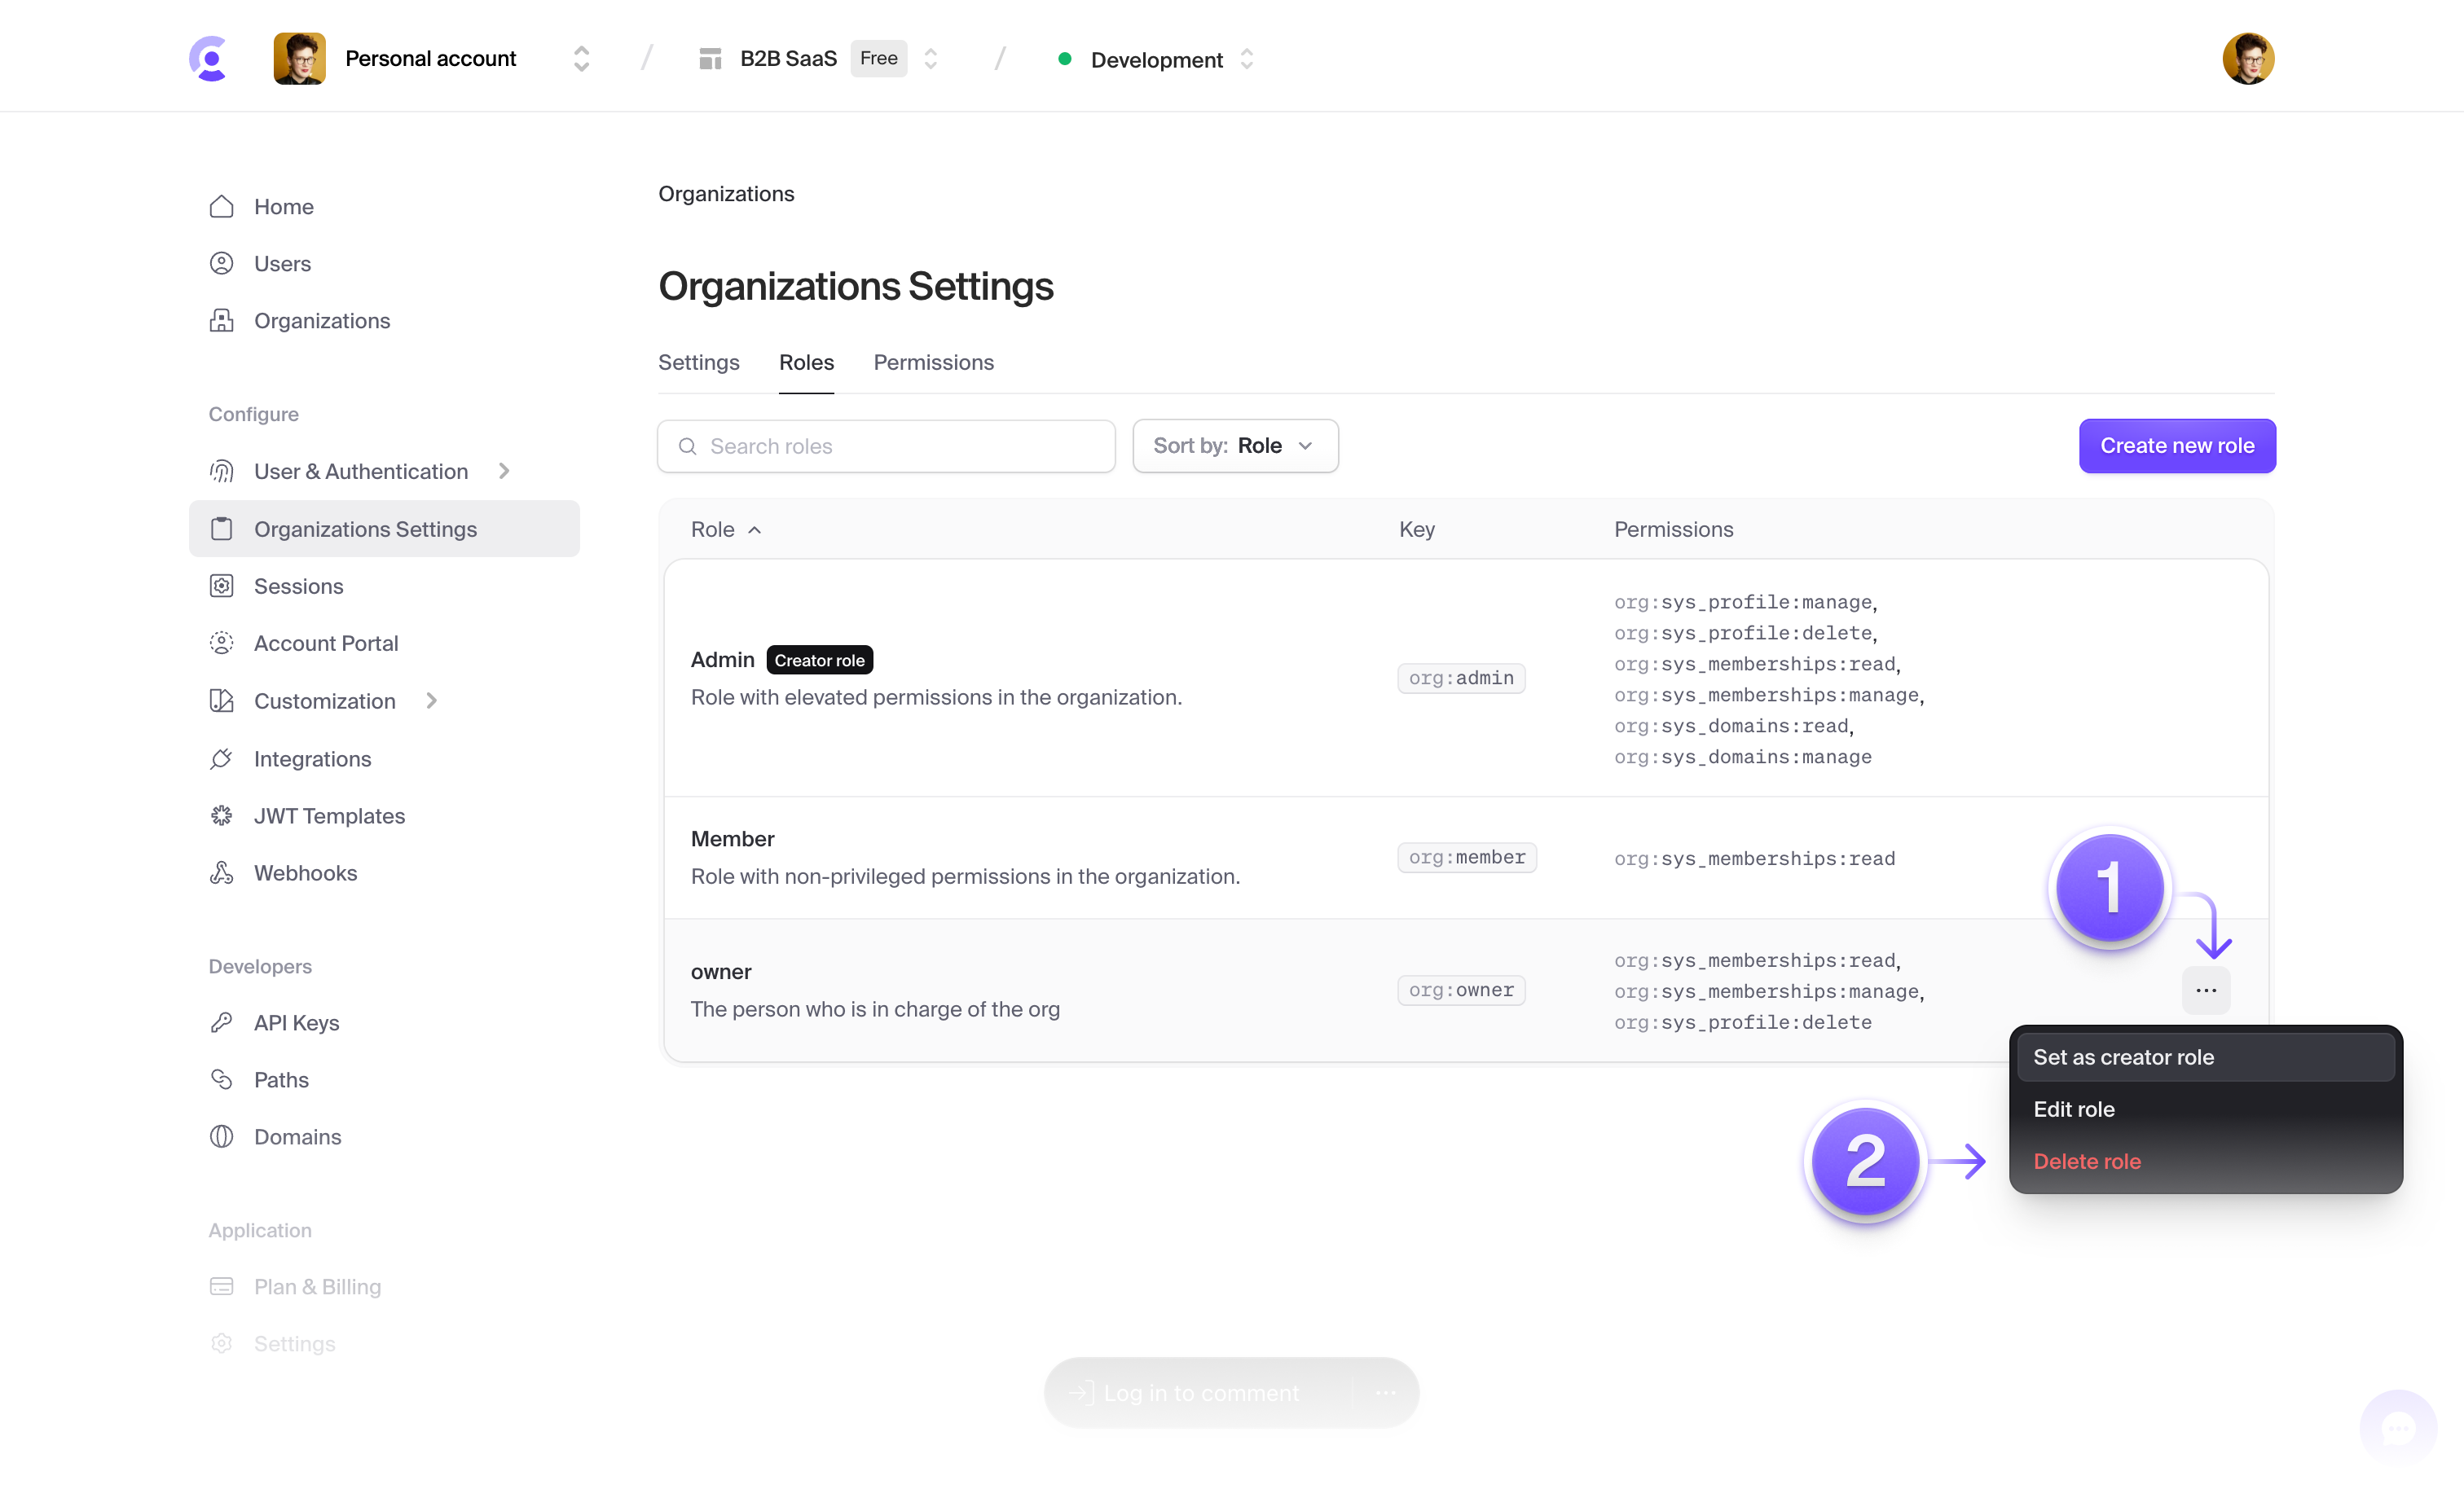 Personal account
/
B2B SaaS Free
/
Development
Home
Users
Organizations
Configure
User & Authentication
Organizations Settings
Sessions
Account Portal
Customization
Integrations
JWT Templates
Webhooks
Developers
API Keys
Paths
Domains
Application
Plan & Billing
Settings
Organizations
Organizations Settings
Settings Roles Permissions
Search roles
Sort by: Role
Create new role
Role Key Permissions
Admin Creator role
Role with elevated permissions in the organization.
org:admin
org:sys_profile:manage,
org:sys_profile:delete,
org:sys_memberships:read,
org:sys_memberships:manage,
org:sys_domains:read,
org:sys_domains:manage
Member
Role with non-privileged permissions in the organization.
org:member
org:sys_memberships:read
1
owner
The person who is in charge of the org
org:owner
org:sys_memberships:read,
org:sys_memberships:manage,
org:sys_profile:delete
...
Set as creator role
Edit role
Delete role
2
Log in to comment ...